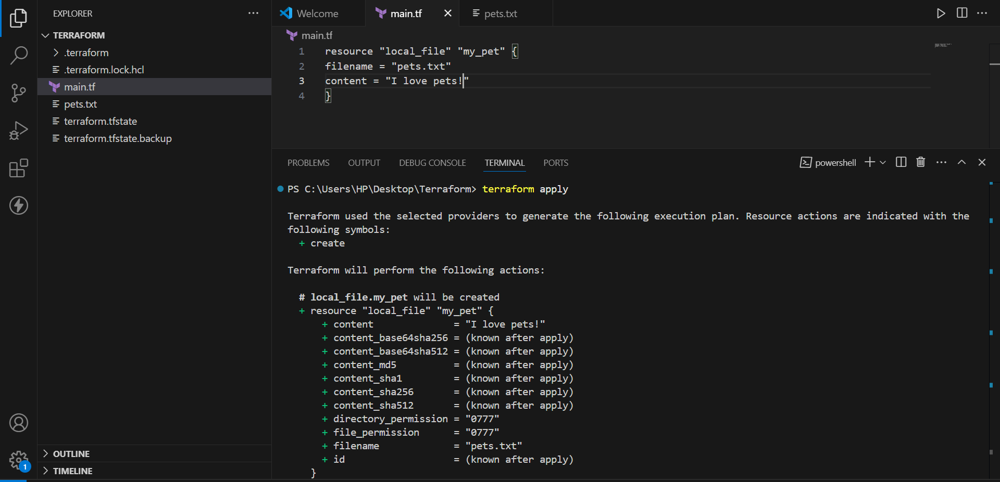 EXPLORER
TERRAFORM
.terraform
.terraform.lock.hcl
main.tf
pets.txt
terraform.tfstate
terraform.tfstate.backup
OUTLINE
TIMELINE
1
Welcome
main.tf
pets.txt
main.tf
1 resource "local_file" "my_pet" {
2 filename = "pets.txt"
3 content = "I love pets!"
4 }
PROBLEMS OUTPUT DEBUG CONSOLE TERMINAL PORTS
powershell
PS C:\Users\HP\Desktop\Terraform> terraform apply
Terraform used the selected providers to generate the following execution plan. Resource actions are indicated with the
following symbols:
+ create
Terraform will perform the following actions:
# local_file.my_pet will be created
+ resource "local_file" "my_pet" {
+ content = "I love pets!"
+ content_base64sha256 = (known after apply)
+ content_base64sha512 = (known after apply)
+ content_md5 = (known after apply)
+ content_sha1 = (known after apply)
+ content_sha256 = (known after apply)
+ content_sha512 = (known after apply)
+ directory_permission = "0777"
+ file_permission = "0777"
+ filename = "pets.txt"
+ id = (known after apply)
}